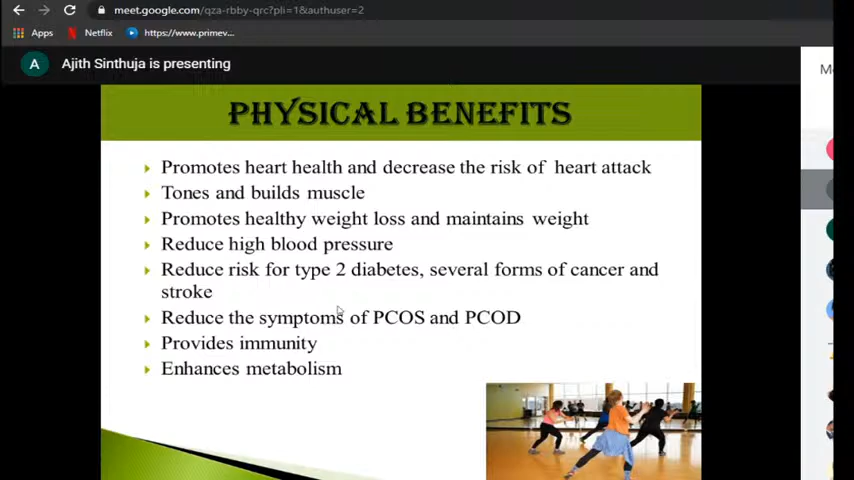 meet.google.com/qza-rbby-qrc?pli=1&authuser=2
Apps
Netflix
https://www.primev...
A
Ajith Sinthuja is presenting
PHYSICAL BENEFITS
Promotes heart health and decrease the risk of heart attack
Tones and builds muscle
Promotes healthy weight loss and maintains weight
Reduce high blood pressure
Reduce risk for type 2 diabetes, several forms of cancer and
stroke
Reduce the symptoms of PCOS and PCOD
Provides immunity
Enhances metabolism